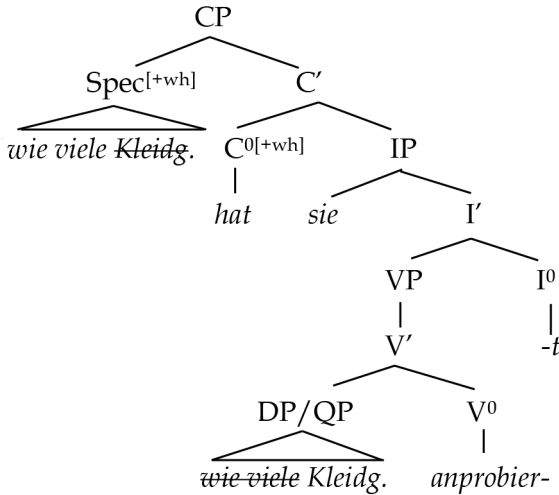 CP
Spec[+wh] C′
wie viele Kleidg. C0[+wh] IP
hat sie I′
VP I0
-t
V′
DP/QP V0
wie viele Kleidg. anprobier-